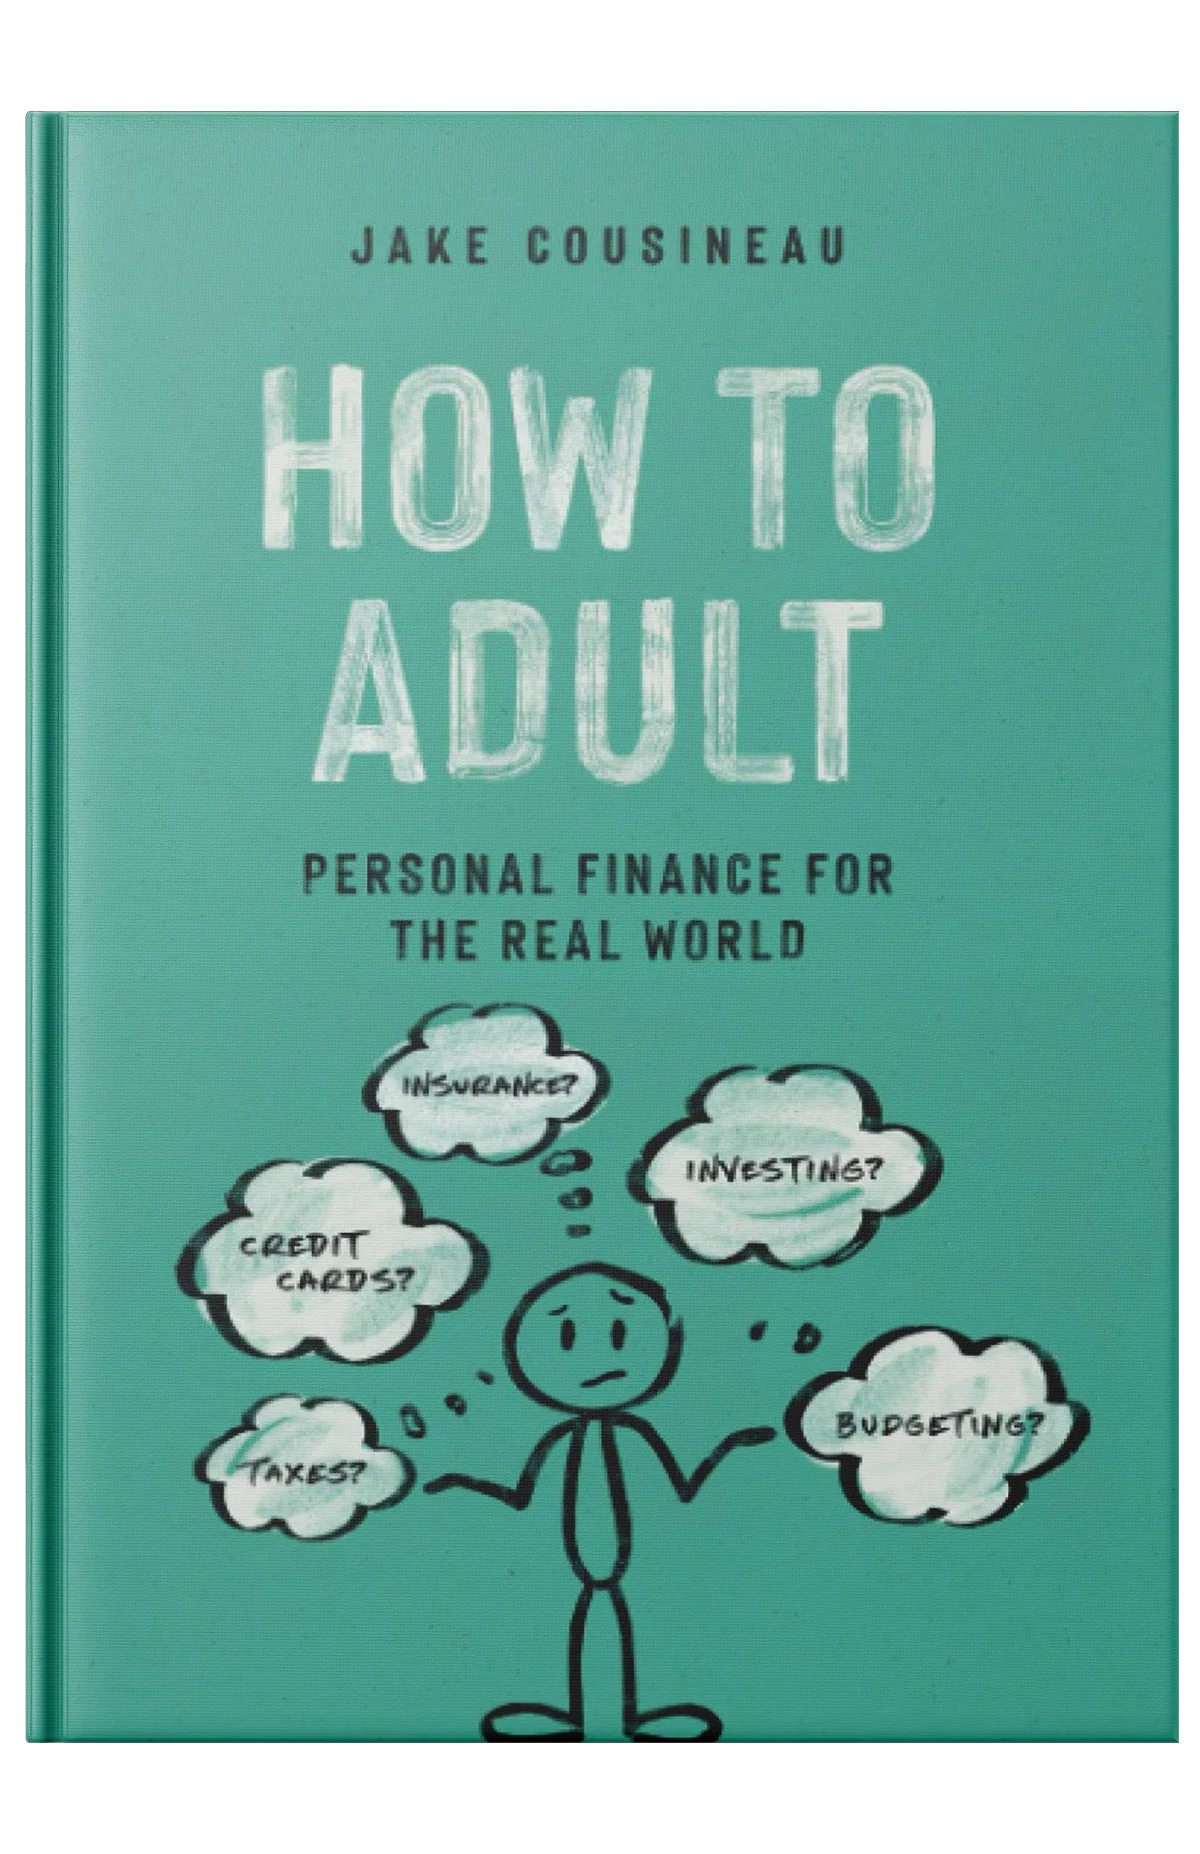 JAKE COUSINEAU
HOW TO
ADULT
PERSONAL FINANCE FOR
THE REAL WORLD
INSURANCE?
INVESTING?
CREDIT
CARDS?
BUDGETING?
TAXES?